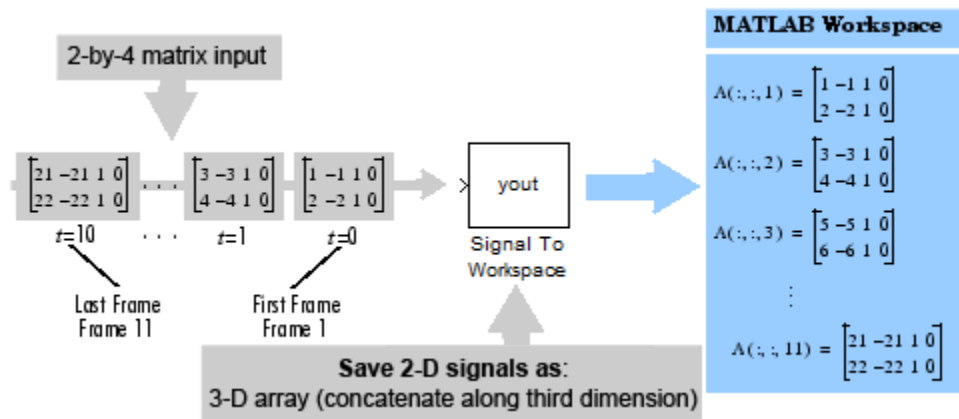 MATLAB Workspace
2-by-4 matrix input
A(:,:,1) = [1 -1 1 0
2 -2 1 0]
A(:,:,2) = [3 -3 1 0
4 -4 1 0]
A(:,:,3) = [5 -5 1 0
6 -6 1 0]
⋮
A(:,:,11) = [21 -21 1 0
22 -22 1 0]
[21 -21 1 0
22 -22 1 0]
. . .
[3 -3 1 0
4 -4 1 0]
[1 -1 1 0
2 -2 1 0]
t=10 . . . t=1 t=0
Last Frame
Frame 11
First Frame
Frame 1
yout
Signal To
Workspace
Save 2-D signals as:
3-D array (concatenate along third dimension)